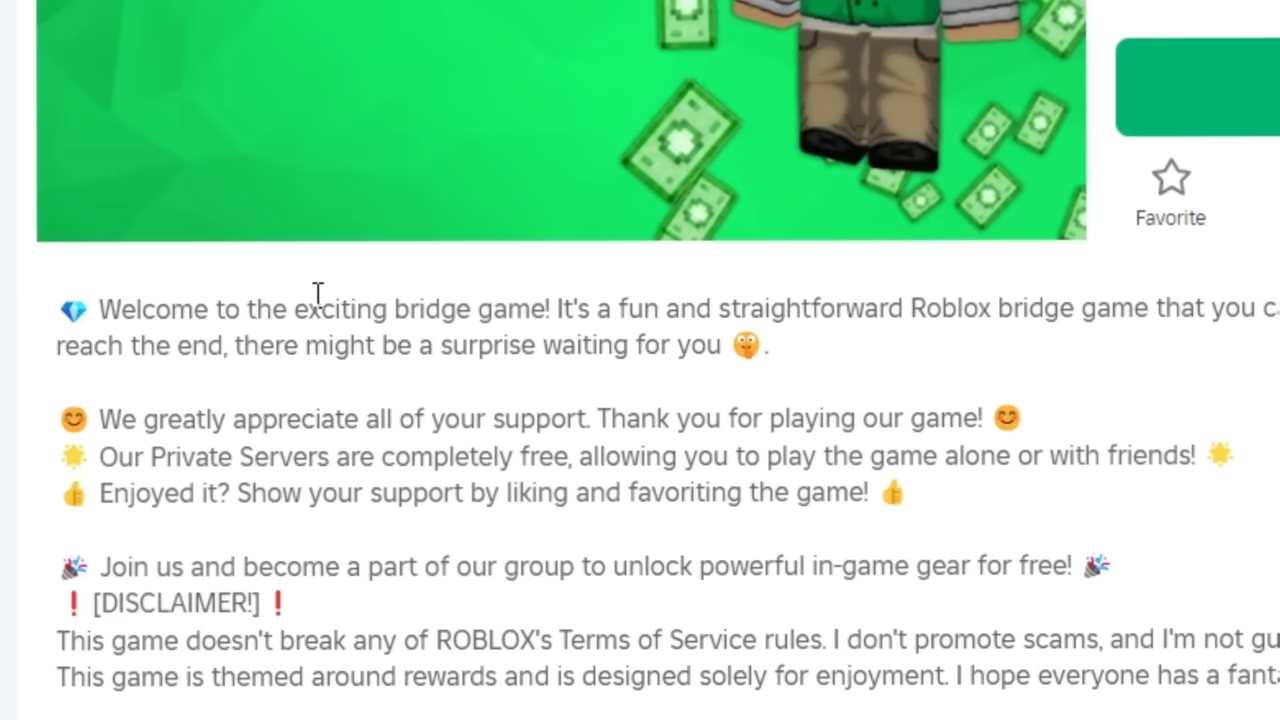 Favorite
💎 Welcome to the exciting bridge game! It's a fun and straightforward Roblox bridge game that you
reach the end, there might be a surprise waiting for you 🤪.
😊 We greatly appreciate all of your support. Thank you for playing our game! 😊
🌟 Our Private Servers are completely free, allowing you to play the game alone or with friends! 🌟
👍 Enjoyed it? Show your support by liking and favoriting the game! 👍
🎉 Join us and become a part of our group to unlock powerful in-game gear for free! 🎉
❗ [DISCLAIMER!] ❗
This game doesn't break any of ROBLOX's Terms of Service rules. I don't promote scams, and I'm not
This game is themed around rewards and is designed solely for enjoyment. I hope everyone has a